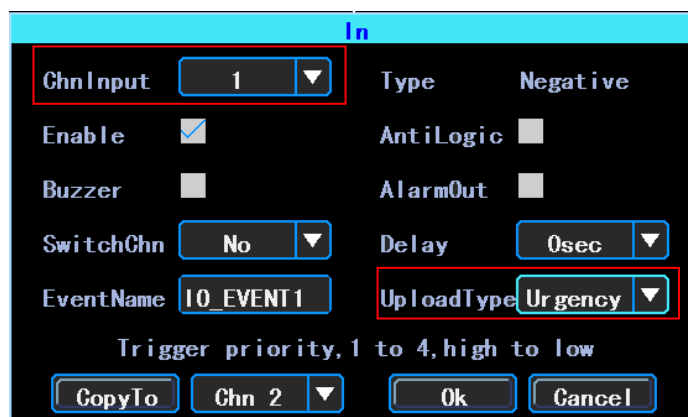 In
ChnInput 1 Type Negative
Enable AntiLogic
Buzzer AlarmOut
SwitchChn No Delay 0sec
EventName IO_EVENT1 UploadType Urgency
Trigger priority,1 to 4,high to low
CopyTo Chn 2 Ok Cancel